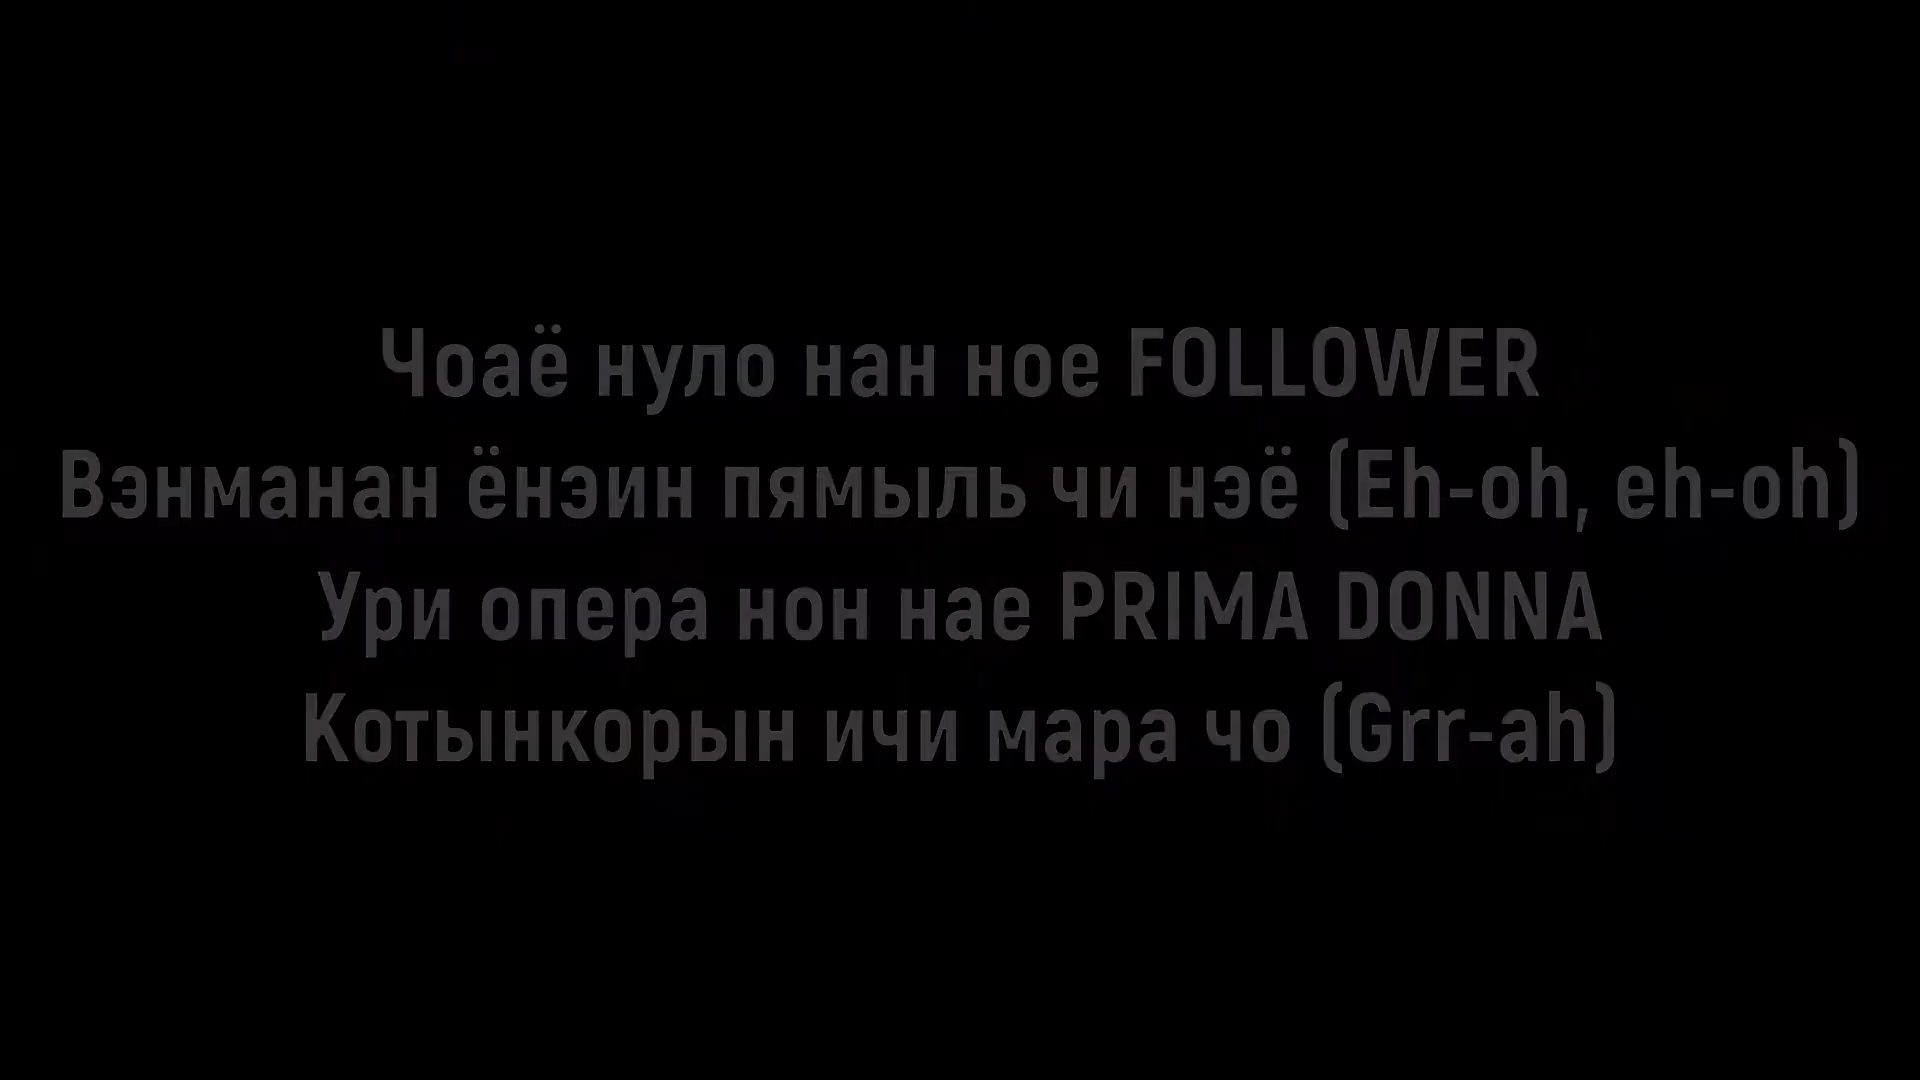 Чоаё нуло нан ное FOLLOWER
Вэнманан ёнэин пямыль чи нэё (Eh-oh, eh-oh)
Ури опера нон нае PRIMA DONNA
Котынкорын ичи мара чо (Grr-ah)